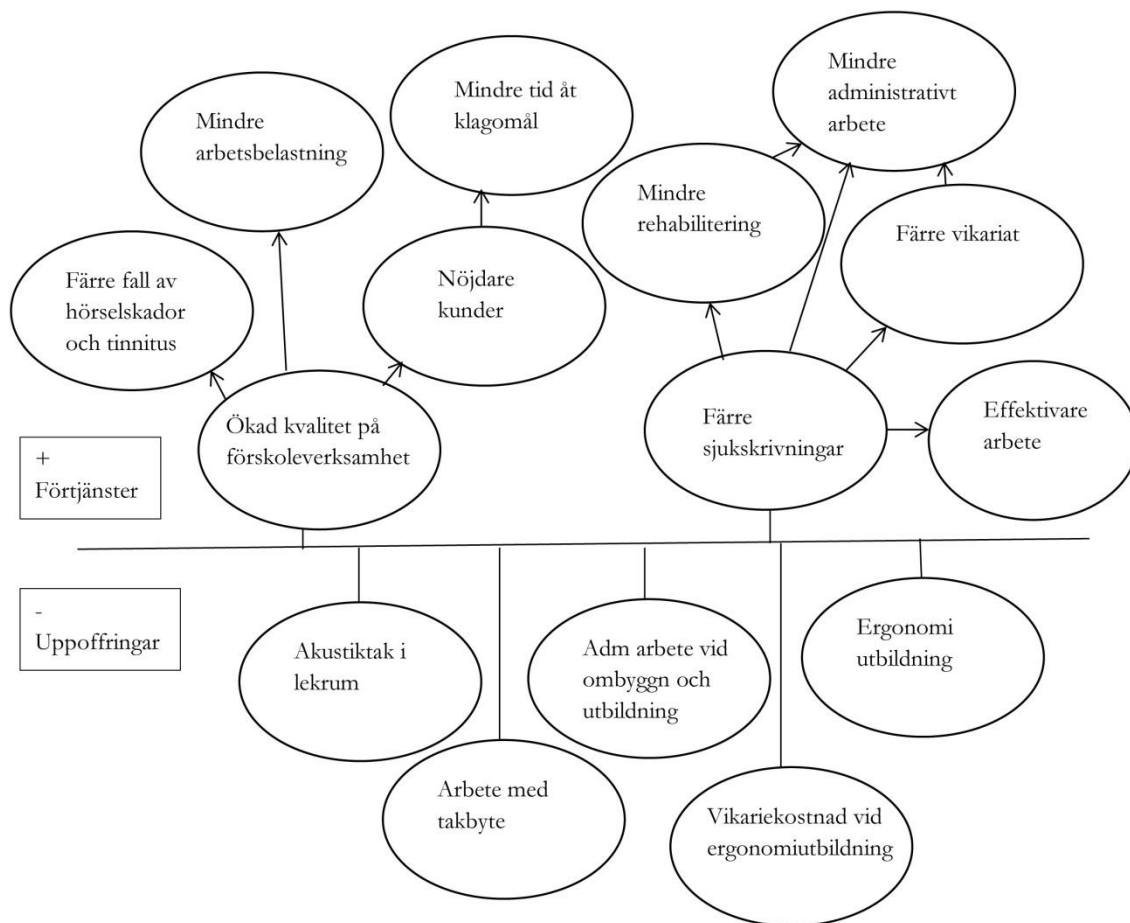 Mindre
administrativt
arbete
Mindre tid åt
klagomål
Mindre
arbetsbelastning
Mindre
rehabilitering
Färre vikariat
Färre fall av
hörselskador
och tinnitus
Nöjdare
kunder
Ökad kvalitet på
förskoleverksamhet
Färre
sjukskrivningar
Effektivare
arbete
+
Förtjänster
-
Uppoffringar
Akustiktak i
lekrum
Adm arbete vid
ombyggn och
utbildning
Ergonomi
utbildning
Arbete med
takbyte
Vikariekostnad vid
ergonomiutbildning